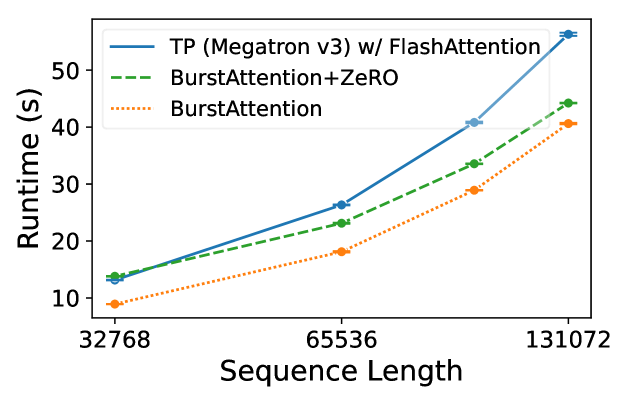 TP (Megatron v3) w/ FlashAttention
BurstAttention+ZeRO
BurstAttention
Runtime (s)
50
40
30
20
10
32768 65536 131072
Sequence Length